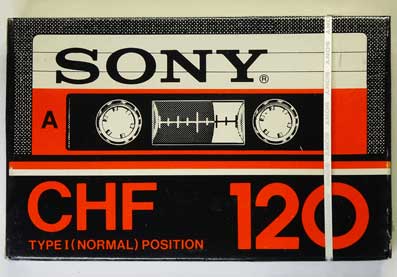 SONY®
A
CHF 120
TYPE I (NORMAL) POSITION